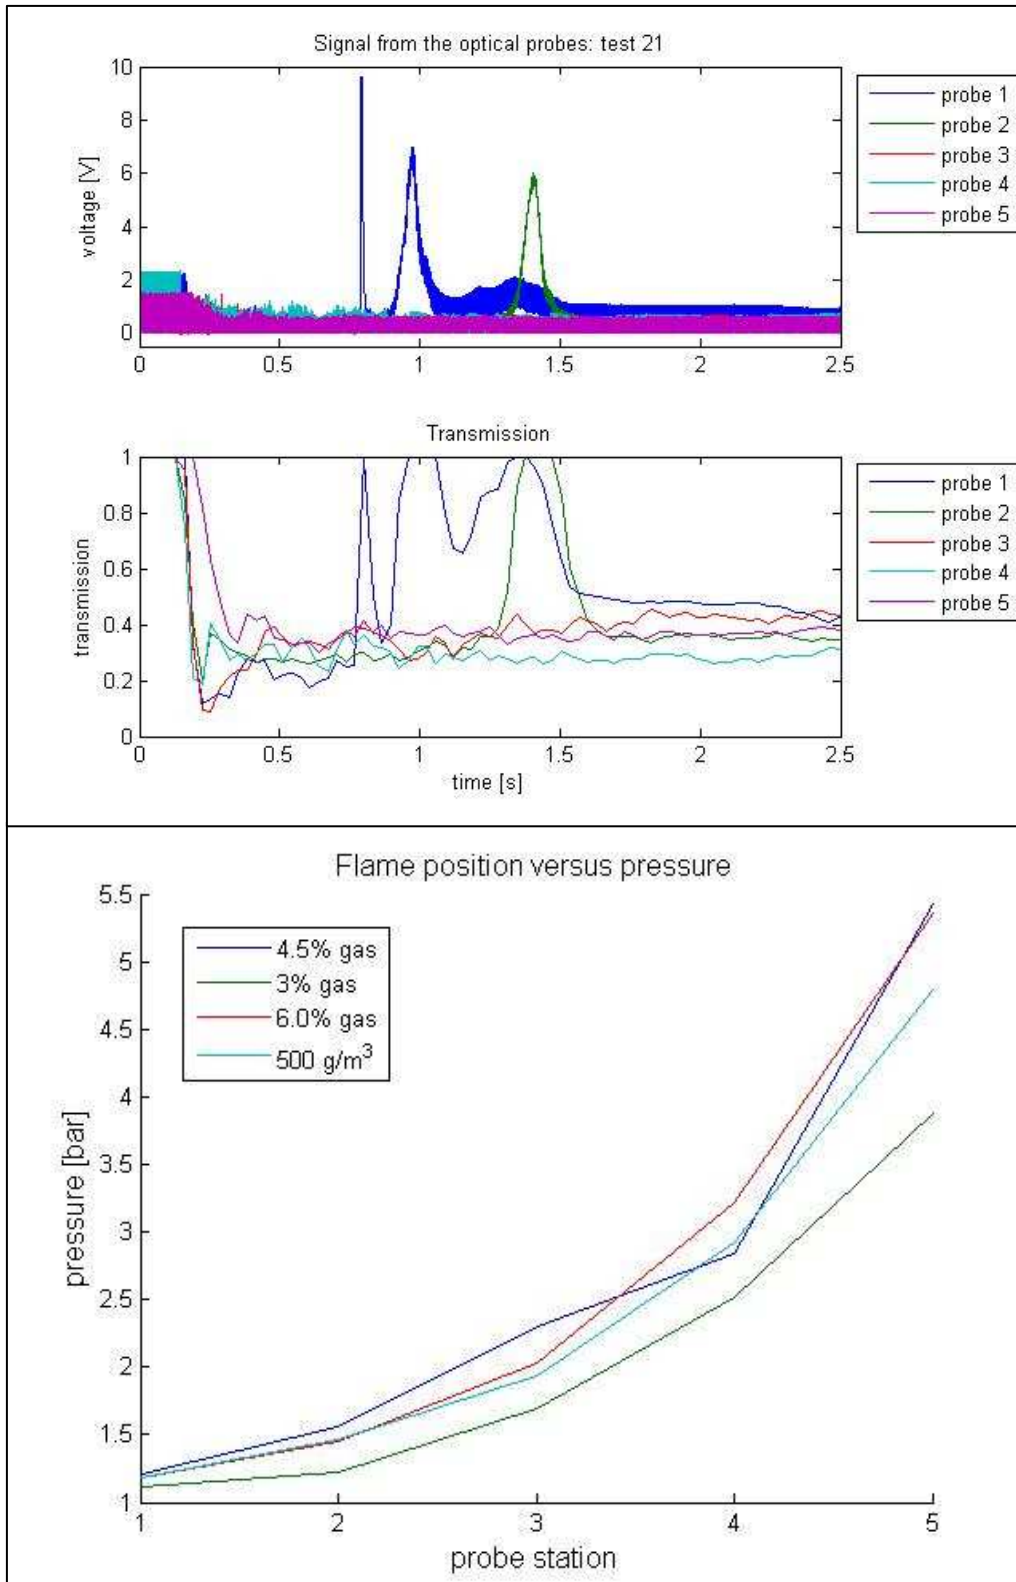 Signal from the optical probes: test 21
voltage [V]
10
8
6
4
2
0
0 0.5 1 1.5 2 2.5
probe 1
probe 2
probe 3
probe 4
probe 5
Transmission
transmission
1
0.8
0.6
0.4
0.2
0
0 0.5 1 1.5 2 2.5
time [s]
probe 1
probe 2
probe 3
probe 4
probe 5
Flame position versus pressure
pressure [bar]
5.5
5
4.5
4
3.5
3
2.5
2
1.5
1
4.5% gas
3% gas
6.0% gas
500 g/m³
1 2 3 4 5
probe station